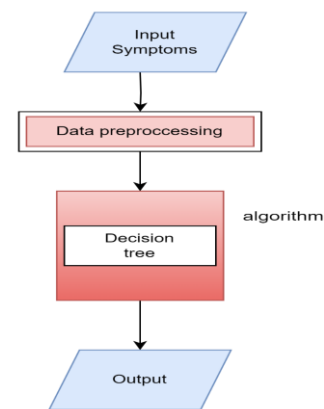 Input
Symptoms
Data preproccessing
algorithm
Decision
tree
Output